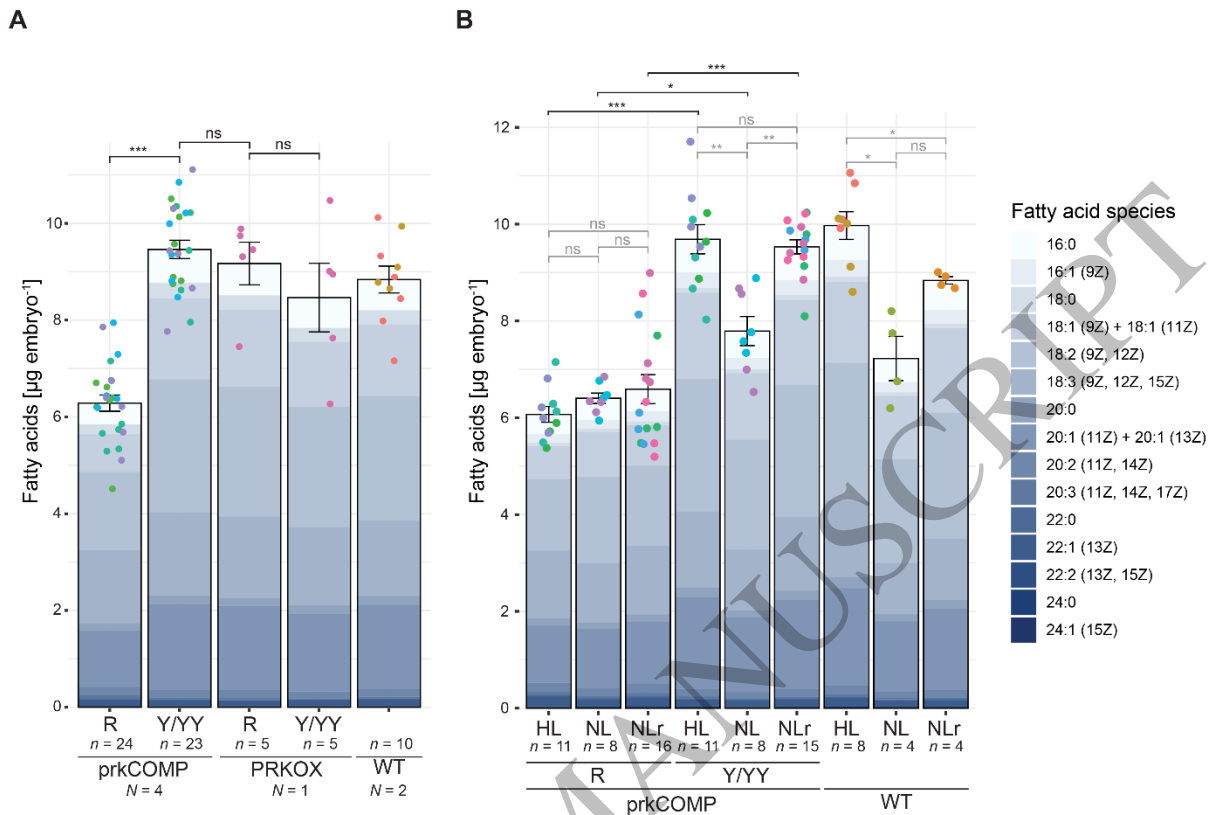 A
B
Fatty acids [µg embryo⁻¹]
10
8
6
4
2
0
***
ns
ns
R
Y/YY
R
Y/YY
n = 24
n = 23
n = 5
n = 5
n = 10
prkCOMP
PRKOX
WT
N = 4
N = 1
N = 2
Fatty acids [µg embryo⁻¹]
12
10
8
6
4
2
0
***
*
***
ns
*
**
**
*
ns
ns
ns
ns
HL
NL
NLr
HL
NL
NLr
HL
NL
NLr
n = 11
n = 8
n = 16
n = 11
n = 8
n = 15
n = 8
n = 4
n = 4
R
Y/YY
prkCOMP
WT
Fatty acid species
16:0
16:1 (9Z)
18:0
18:1 (9Z) + 18:1 (11Z)
18:2 (9Z, 12Z)
18:3 (9Z, 12Z, 15Z)
20:0
20:1 (11Z) + 20:1 (13Z)
20:2 (11Z, 14Z)
20:3 (11Z, 14Z, 17Z)
22:0
22:1 (13Z)
22:2 (13Z, 15Z)
24:0
24:1 (15Z)
MANUSCRIPT